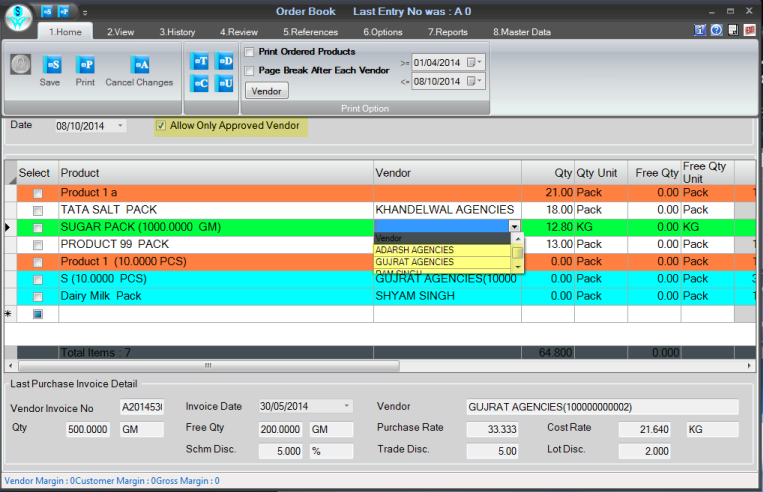 Order Book Last Entry No was : A 0
1.Home 2.View 3.History 4.Review 5.References 6.Options 7.Reports 8.Master Data
Print Ordered Products
>= 01/04/2014
Page Break After Each Vendor
<= 08/10/2014
Save Print Cancel Changes
Vendor
Print Option
Date 08/10/2014 Allow Only Approved Vendor
Select Product Vendor Qty Qty Unit Free Qty Free Qty Unit
Product 1 a 21.00 Pack 0.00 Pack 1
TATA SALT PACK KHANDELWAL AGENCIES 18.00 Pack 0.00 Pack
SUGAR PACK (1000.0000 GM) 12.80 KG 0.00 KG
Vendor
PRODUCT 99 PACK 13.00 Pack 0.00 Pack 1
ADARSH AGENCIES
Product 1 (10.0000 PCS) GUJRAT AGENCIES 0.00 Pack 0.00 Pack 1
S (10.0000 PCS) GUJRAT AGENCIES(10000 0.00 Pack 0.00 Pack 3
Dairy Milk Pack SHYAM SINGH 0.00 Pack 0.00 Pack 1
Total Items : 7 64.800 0.000
Last Purchase Invoice Detail
Vendor Invoice No A201453 Invoice Date 30/05/2014 Vendor GUJRAT AGENCIES(100000000002)
Qty 500.0000 GM Free Qty 200.0000 GM Purchase Rate 33.333 Cost Rate 21.640 KG
Schm Disc. 5.000 % Trade Disc. 5.00 Lot Disc. 2.000
Vendor Margin : 0Customer Margin : 0Gross Margin : 0